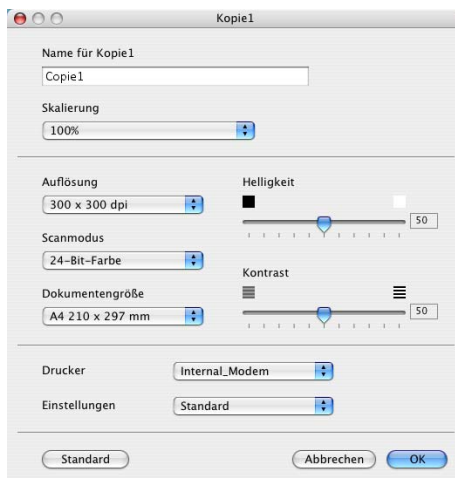 Kopie1
Name für Kopie1
Copie1
Skalierung
100%
Auflösung
300 x 300 dpi
Scanmodus
24-Bit-Farbe
Dokumentengröße
A4 210 x 297 mm
Helligkeit
50
Kontrast
50
Drucker
Internal_Modem
Einstellungen
Standard
Standard
Abbrechen
OK